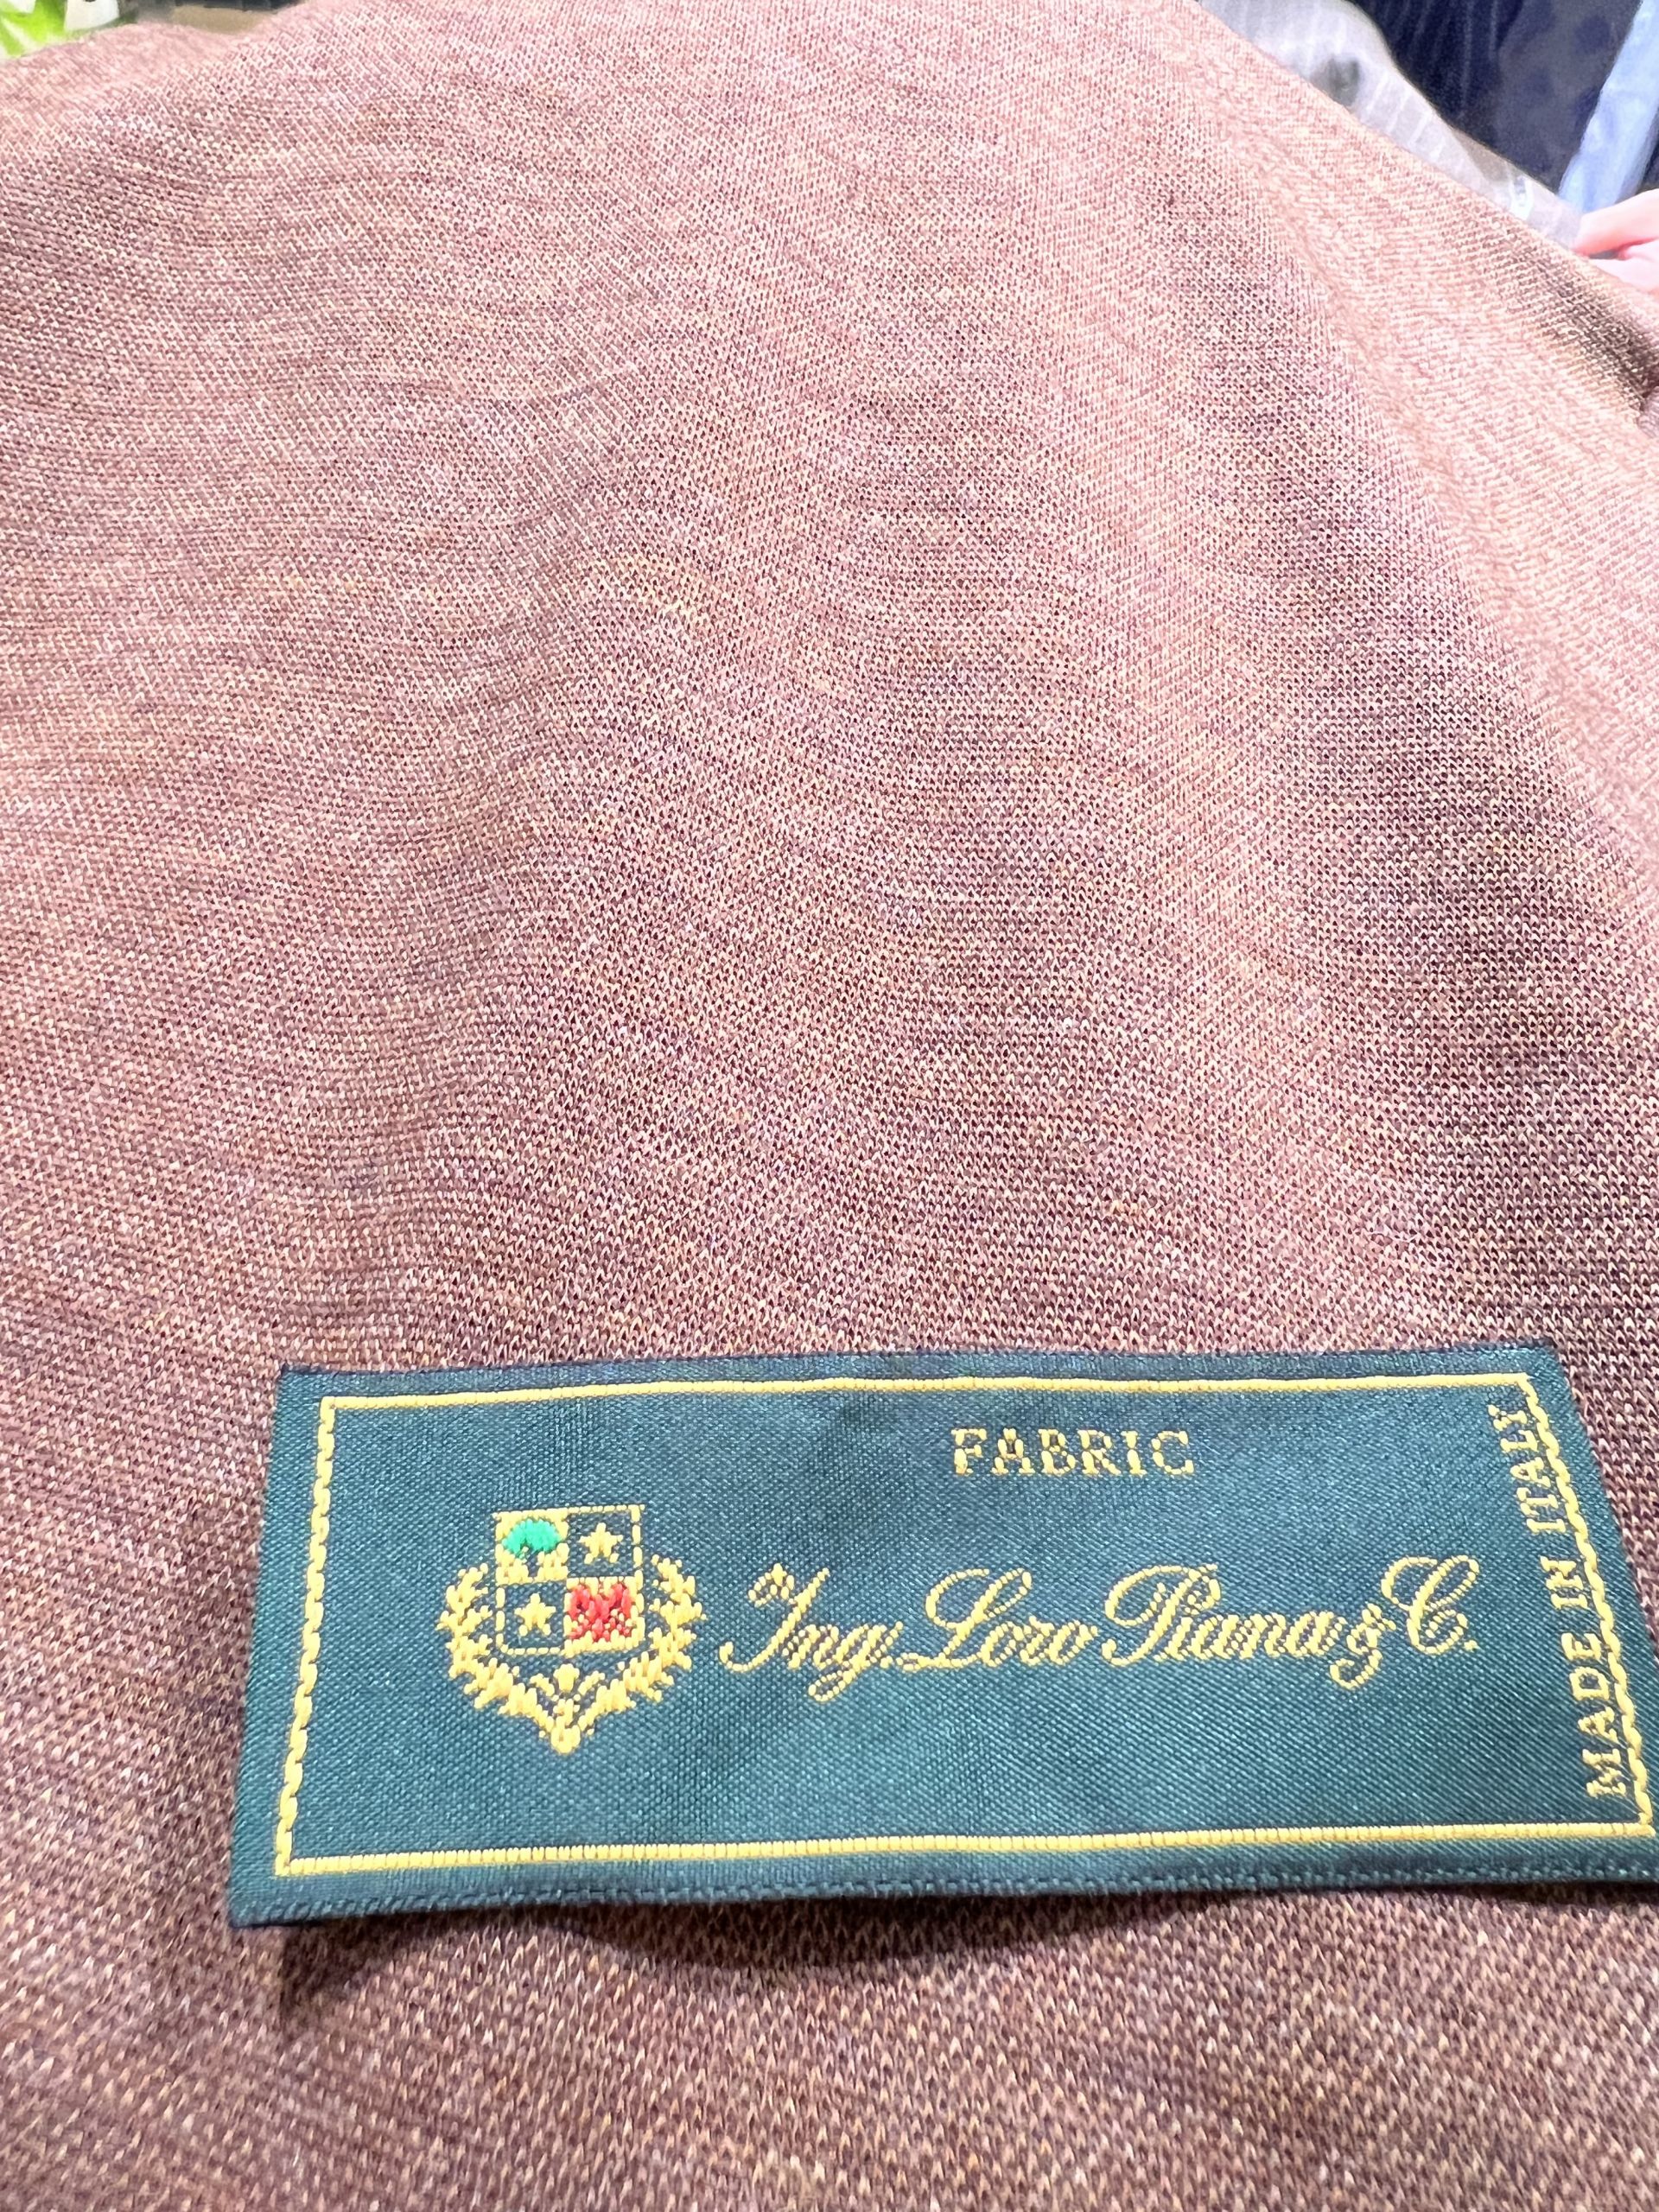 FABRIC
Ing. Loro Piana & C.
MADE IN ITALY